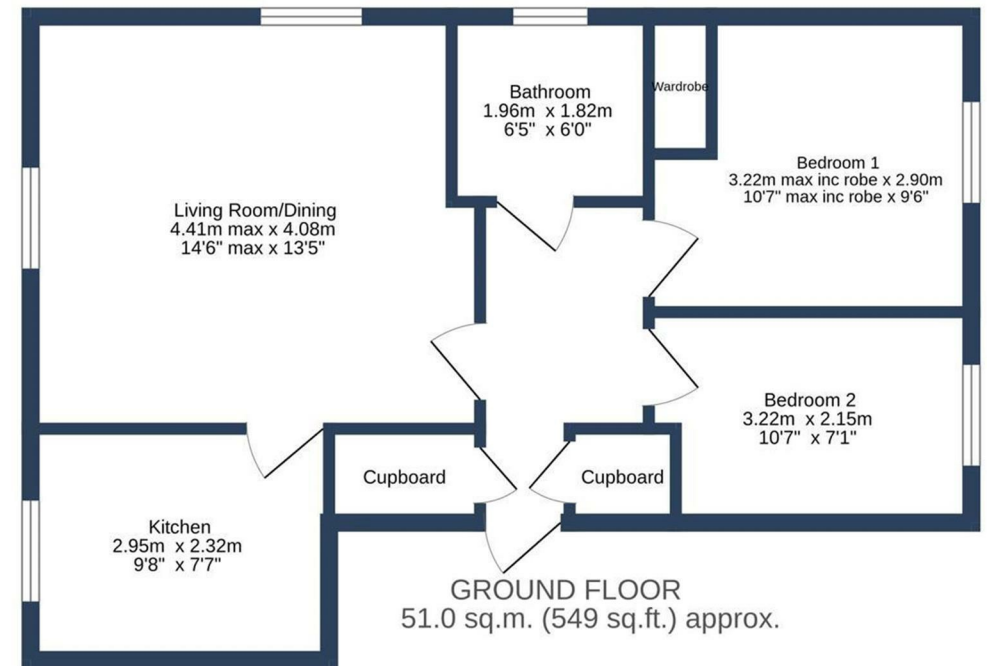 Bathroom
1.96m x 1.82m
6'5" x 6'0"
Wardrobe
Bedroom 1
3.22m max inc robe x 2.90m
10'7" max inc robe x 9'6"
Living Room/Dining
4.41m max x 4.08m
14'6" max x 13'5"
Bedroom 2
3.22m x 2.15m
10'7" x 7'1"
Cupboard
Cupboard
Kitchen
2.95m x 2.32m
9'8" x 7'7"
GROUND FLOOR
51.0 sq.m. (549 sq.ft.) approx.